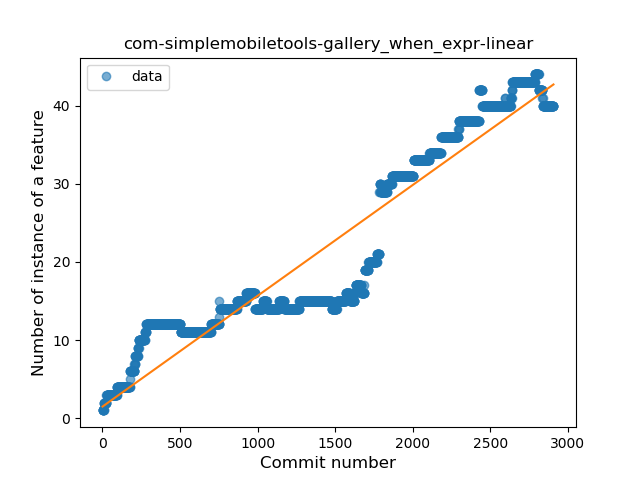 com-simplemobiletools-gallery_when_expr-linear
data
Number of instance of a feature
40
30
20
10
0
0 500 1000 1500 2000 2500 3000
Commit number